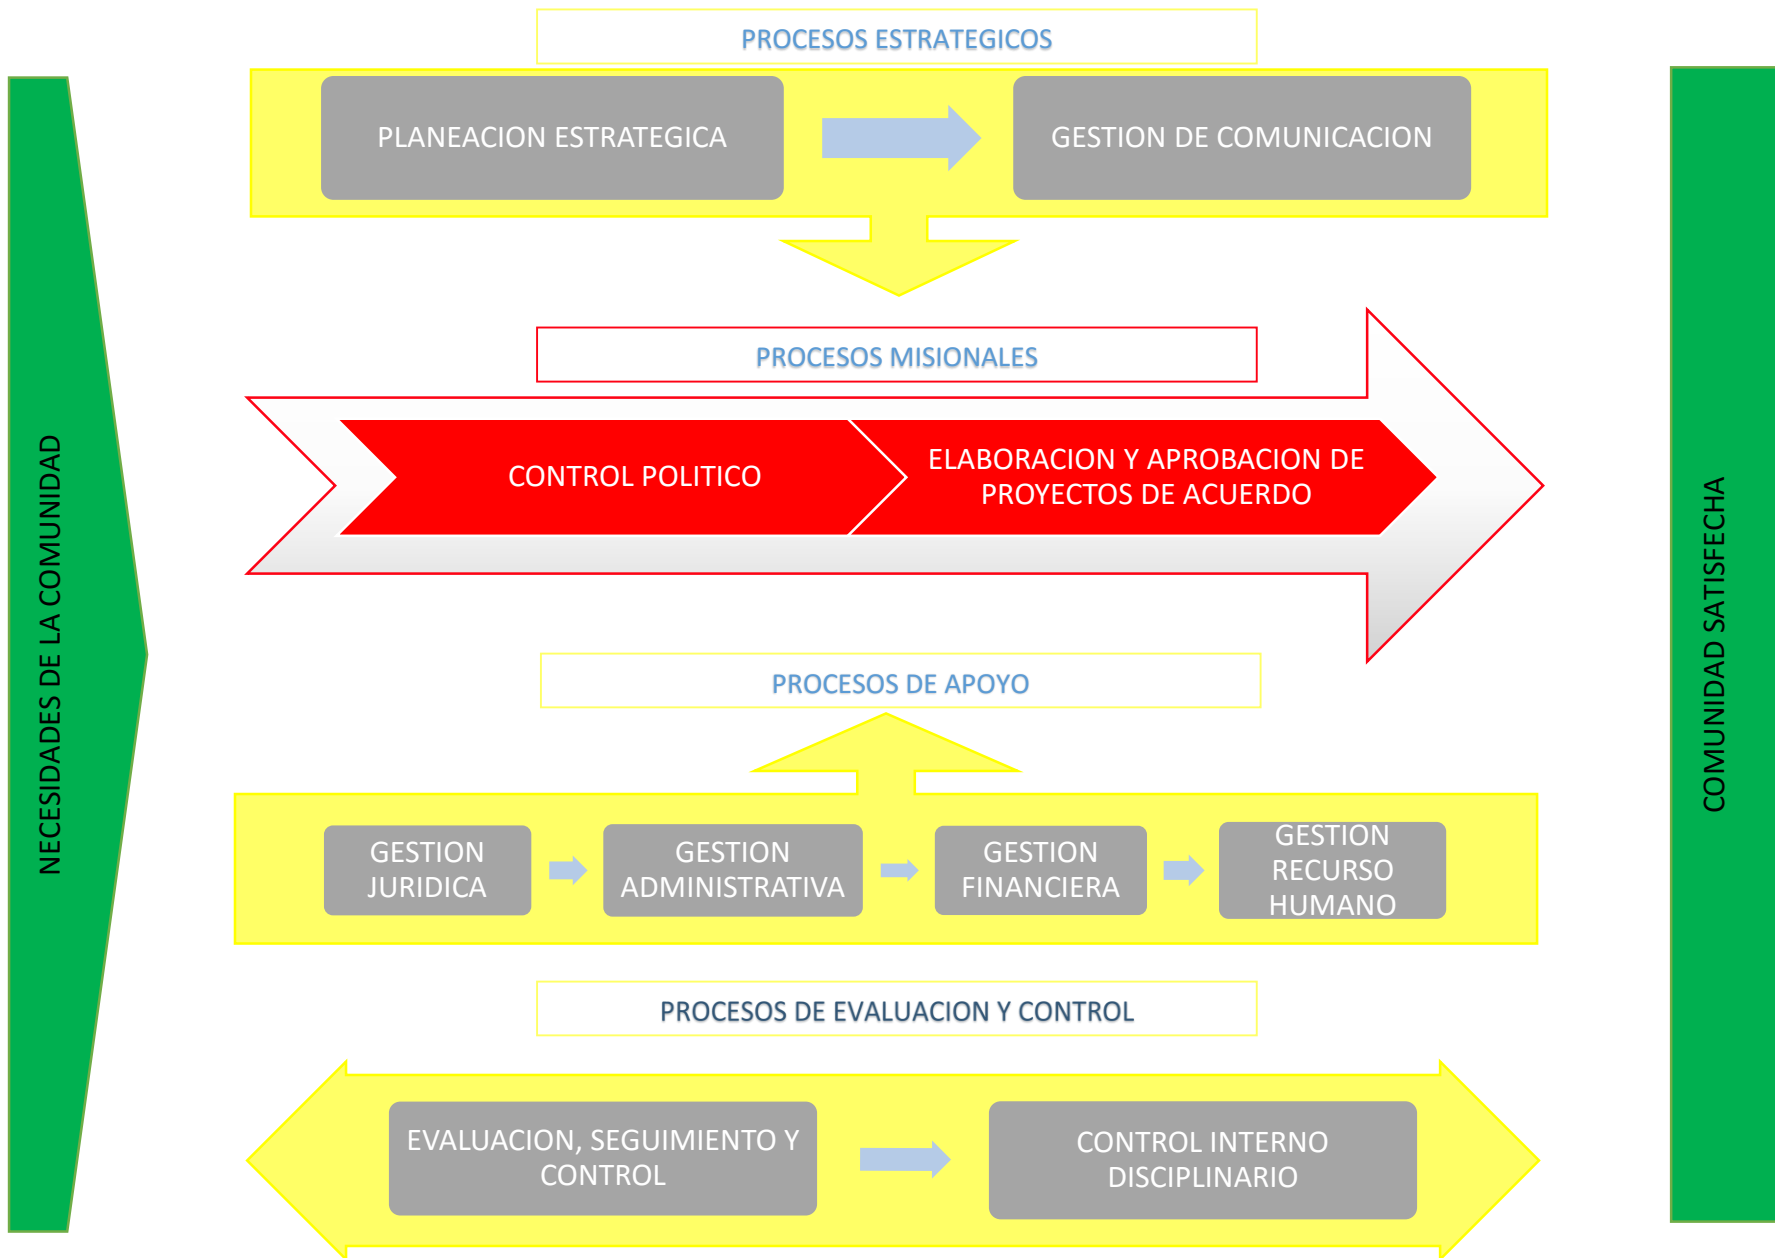 PROCESOS ESTRATEGICOS
PLANEACION ESTRATEGICA
GESTION DE COMUNICACION
NECESIDADES DE LA COMUNIDAD
PROCESOS MISIONALES
CONTROL POLITICO
ELABORACION Y APROBACION DE
PROYECTOS DE ACUERDO
COMUNIDAD SATISFECHA
PROCESOS DE APOYO
GESTION
JURIDICA
GESTION
ADMINISTRATIVA
GESTION
FINANCIERA
GESTION
RECURSO
HUMANO
PROCESOS DE EVALUACION Y CONTROL
EVALUACION, SEGUIMIENTO Y
CONTROL
CONTROL INTERNO
DISCIPLINARIO